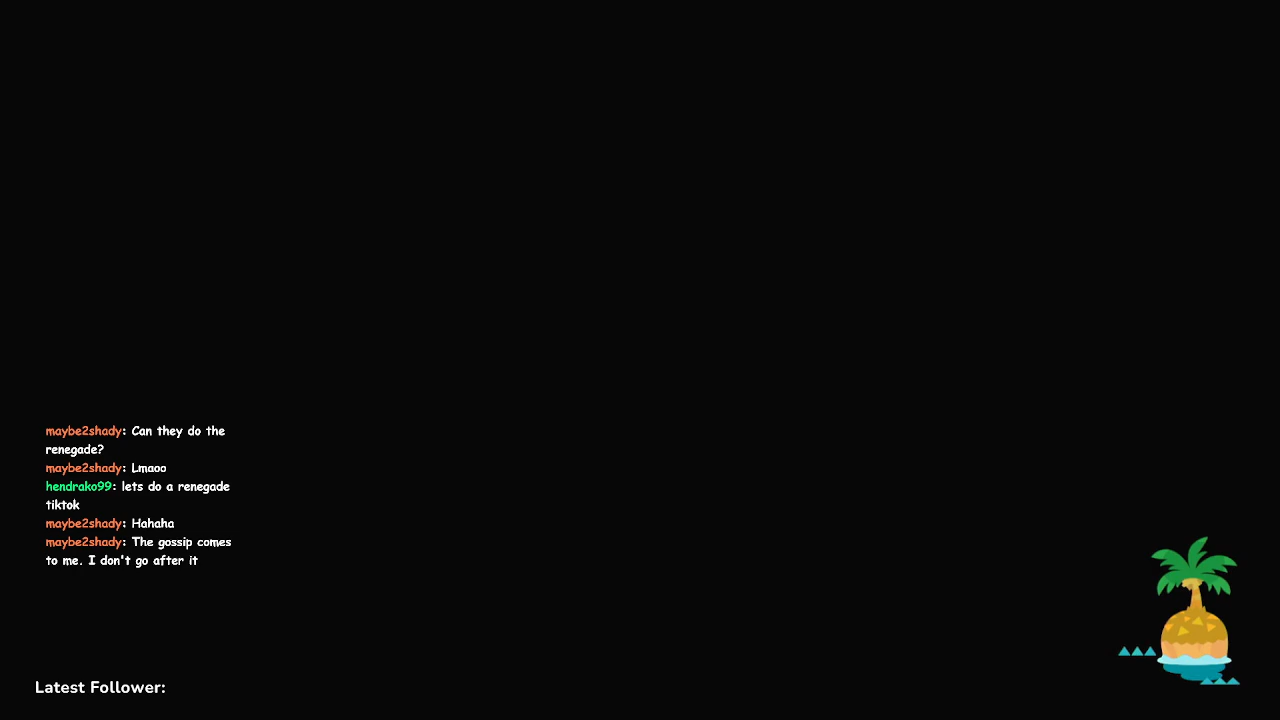 maybe2shady: Can they do the
renegade?
maybe2shady: Lmaoo
hendrako99: lets do a renegade
tiktok
maybe2shady: Hahaha
maybe2shady: The gossip comes
to me. I don't go after it
Latest Follower: